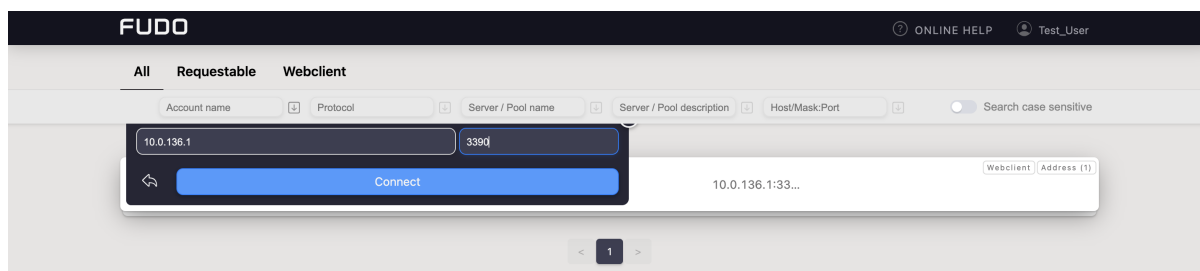 FUDO
ONLINE HELP Test_User
All Requestable Webclient
Account name Protocol Server / Pool name Server / Pool description Host/Mask:Port Search case sensitive
10.0.136.1 3390
Webclient Address (1)
Connect 10.0.136.1:33...
< 1 >